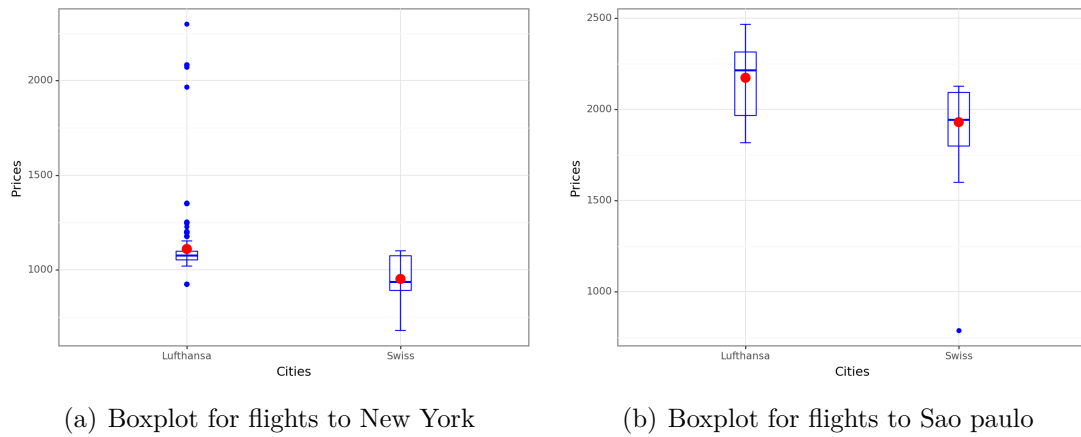 2000
1500
1000
Prices
Lufthansa
Swiss
Cities
(a) Boxplot for flights to New York
2500
2000
1500
1000
Prices
Lufthansa
Swiss
Cities
(b) Boxplot for flights to Sao paulo